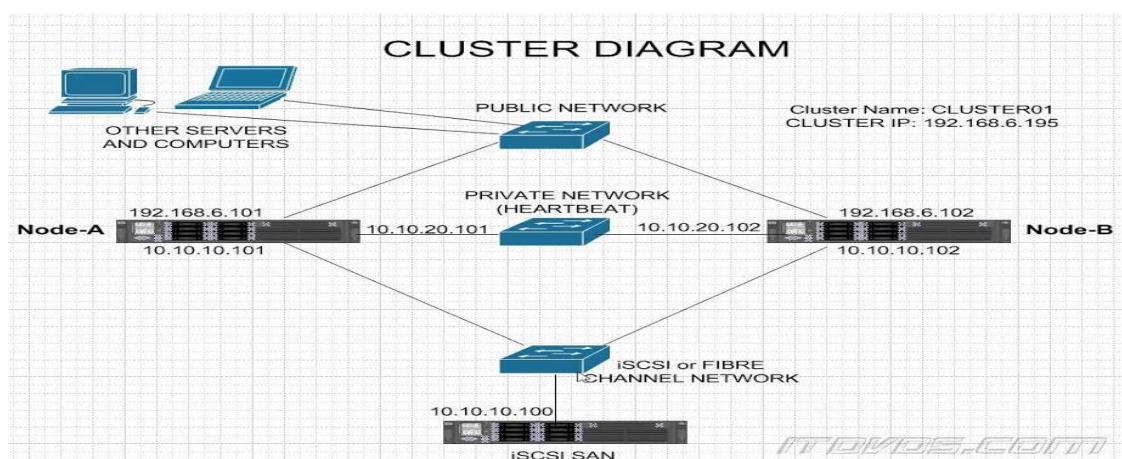 CLUSTER DIAGRAM
PUBLIC NETWORK
Cluster Name: CLUSTER01
CLUSTER IP: 192.168.6.195
OTHER SERVERS
AND COMPUTERS
PRIVATE NETWORK
(HEARTBEAT)
192.168.6.101
192.168.6.102
Node-A
10.10.20.101
10.10.20.102
Node-B
10.10.10.101
10.10.10.102
iSCSI or FIBRE
CHANNEL NETWORK
10.10.10.100
iSCSI SAN
ITDVDS.COM